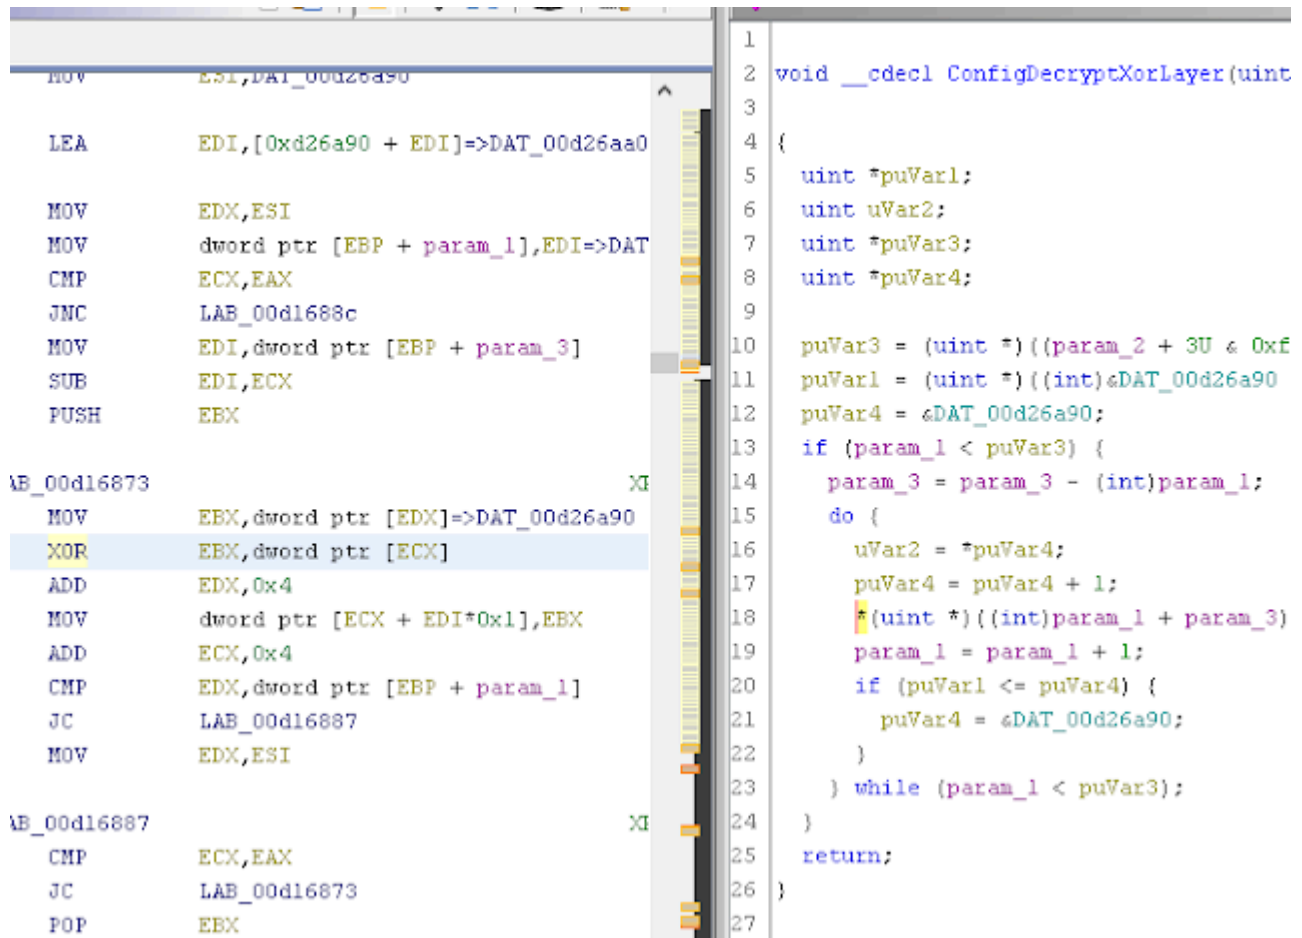 MOV ESI,DAT_00d26a90
LEA EDI,[0xd26a90 + EDI]=>DAT_00d26aa0
MOV EDX,ESI
MOV dword ptr [EBP + param_1],EDI=>DAT
CMP ECX,EAX
JNC LAB_00d1688c
MOV EDI,dword ptr [EBP + param_3]
SUB EDI,ECX
PUSH EBX
AB_00d16873 XI
MOV EBX,dword ptr [EDX]=>DAT_00d26a90
XOR EBX,dword ptr [ECX]
ADD EDX,0x4
MOV dword ptr [ECX + EDI*0x1],EBX
ADD ECX,0x4
CMP EDX,dword ptr [EBP + param_1]
JC LAB_00d16887
MOV EDX,ESI
AB_00d16887 XI
CMP ECX,EAX
JC LAB_00d16873
POP EBX
1
2 void __cdecl ConfigDecryptXorLayer(uint
3
4 {
5 uint *puVar1;
6 uint uVar2;
7 uint *puVar3;
8 uint *puVar4;
9
10 puVar3 = (uint *)((param_2 + 3U & 0xf
11 puVar1 = (uint *)((int)&DAT_00d26a90
12 puVar4 = &DAT_00d26a90;
13 if (param_1 < puVar3) {
14 param_3 = param_3 - (int)param_1;
15 do {
16 uVar2 = *puVar4;
17 puVar4 = puVar4 + 1;
18 *(uint *)((int)param_1 + param_3)
19 param_1 = param_1 + 1;
20 if (puVar1 <= puVar4) {
21 puVar4 = &DAT_00d26a90;
22 }
23 } while (param_1 < puVar3);
24 }
25 return;
26 }
27